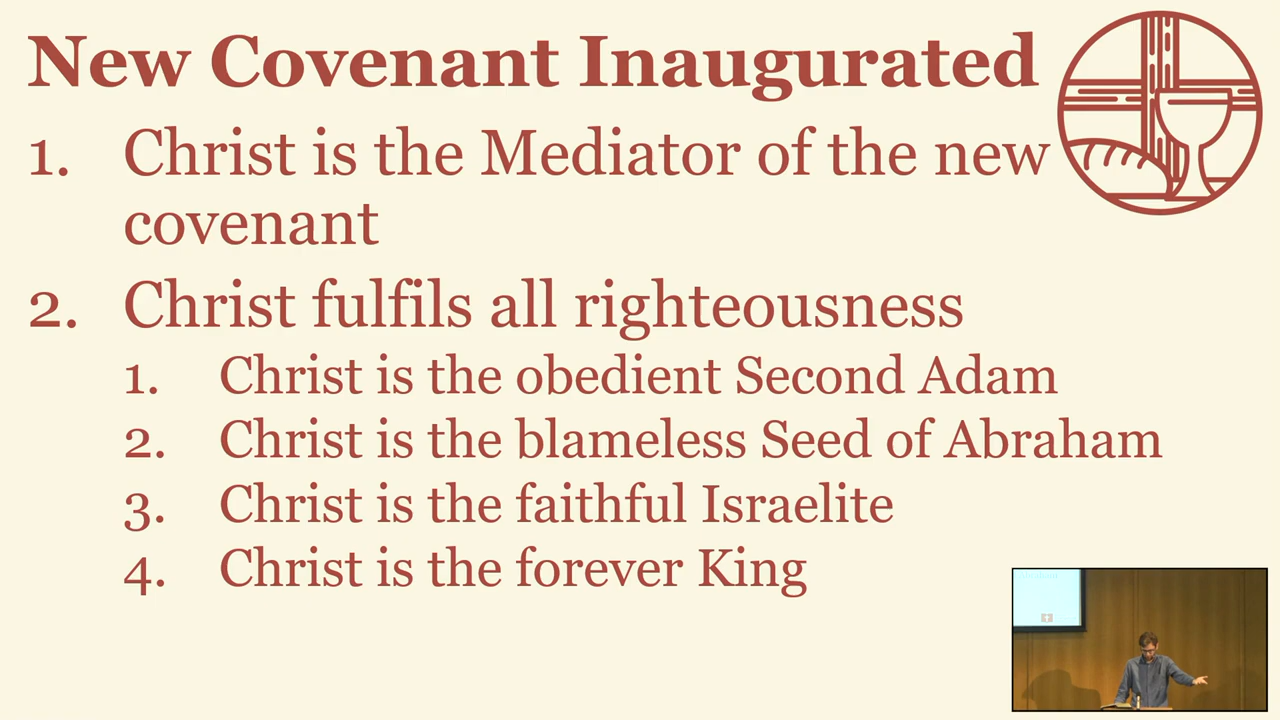 New Covenant Inaugurated
1. Christ is the Mediator of the new
covenant
2. Christ fulfils all righteousness
1. Christ is the obedient Second Adam
2. Christ is the blameless Seed of Abraham
3. Christ is the faithful Israelite
4. Christ is the forever King